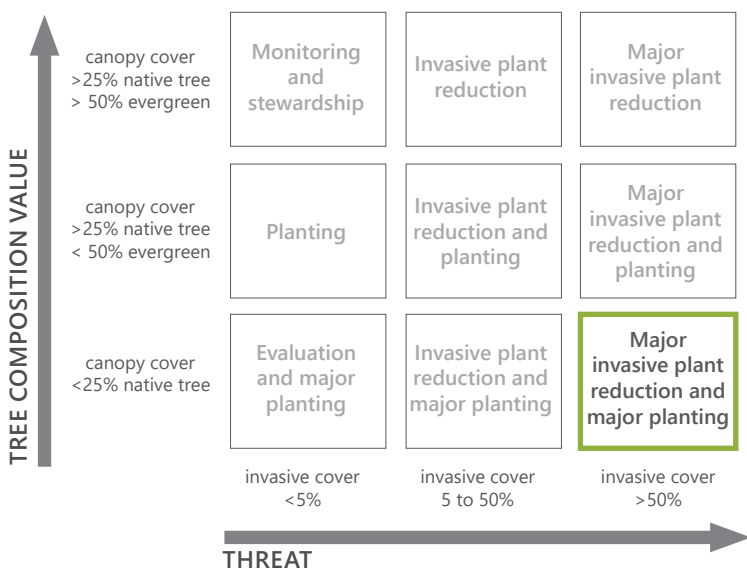 TREE COMPOSITION VALUE
canopy cover
>25% native tree
> 50% evergreen
Monitoring
and
stewardship
Invasive plant
reduction
Major
invasive plant
reduction
canopy cover
>25% native tree
< 50% evergreen
Planting
Invasive plant
reduction and
planting
Major
invasive plant
reduction and
planting
canopy cover
<25% native tree
Evaluation
and major
planting
Invasive plant
reduction and
major planting
Major
invasive plant
reduction and
major planting
invasive cover
<5%
invasive cover
5 to 50%
invasive cover
>50%
THREAT